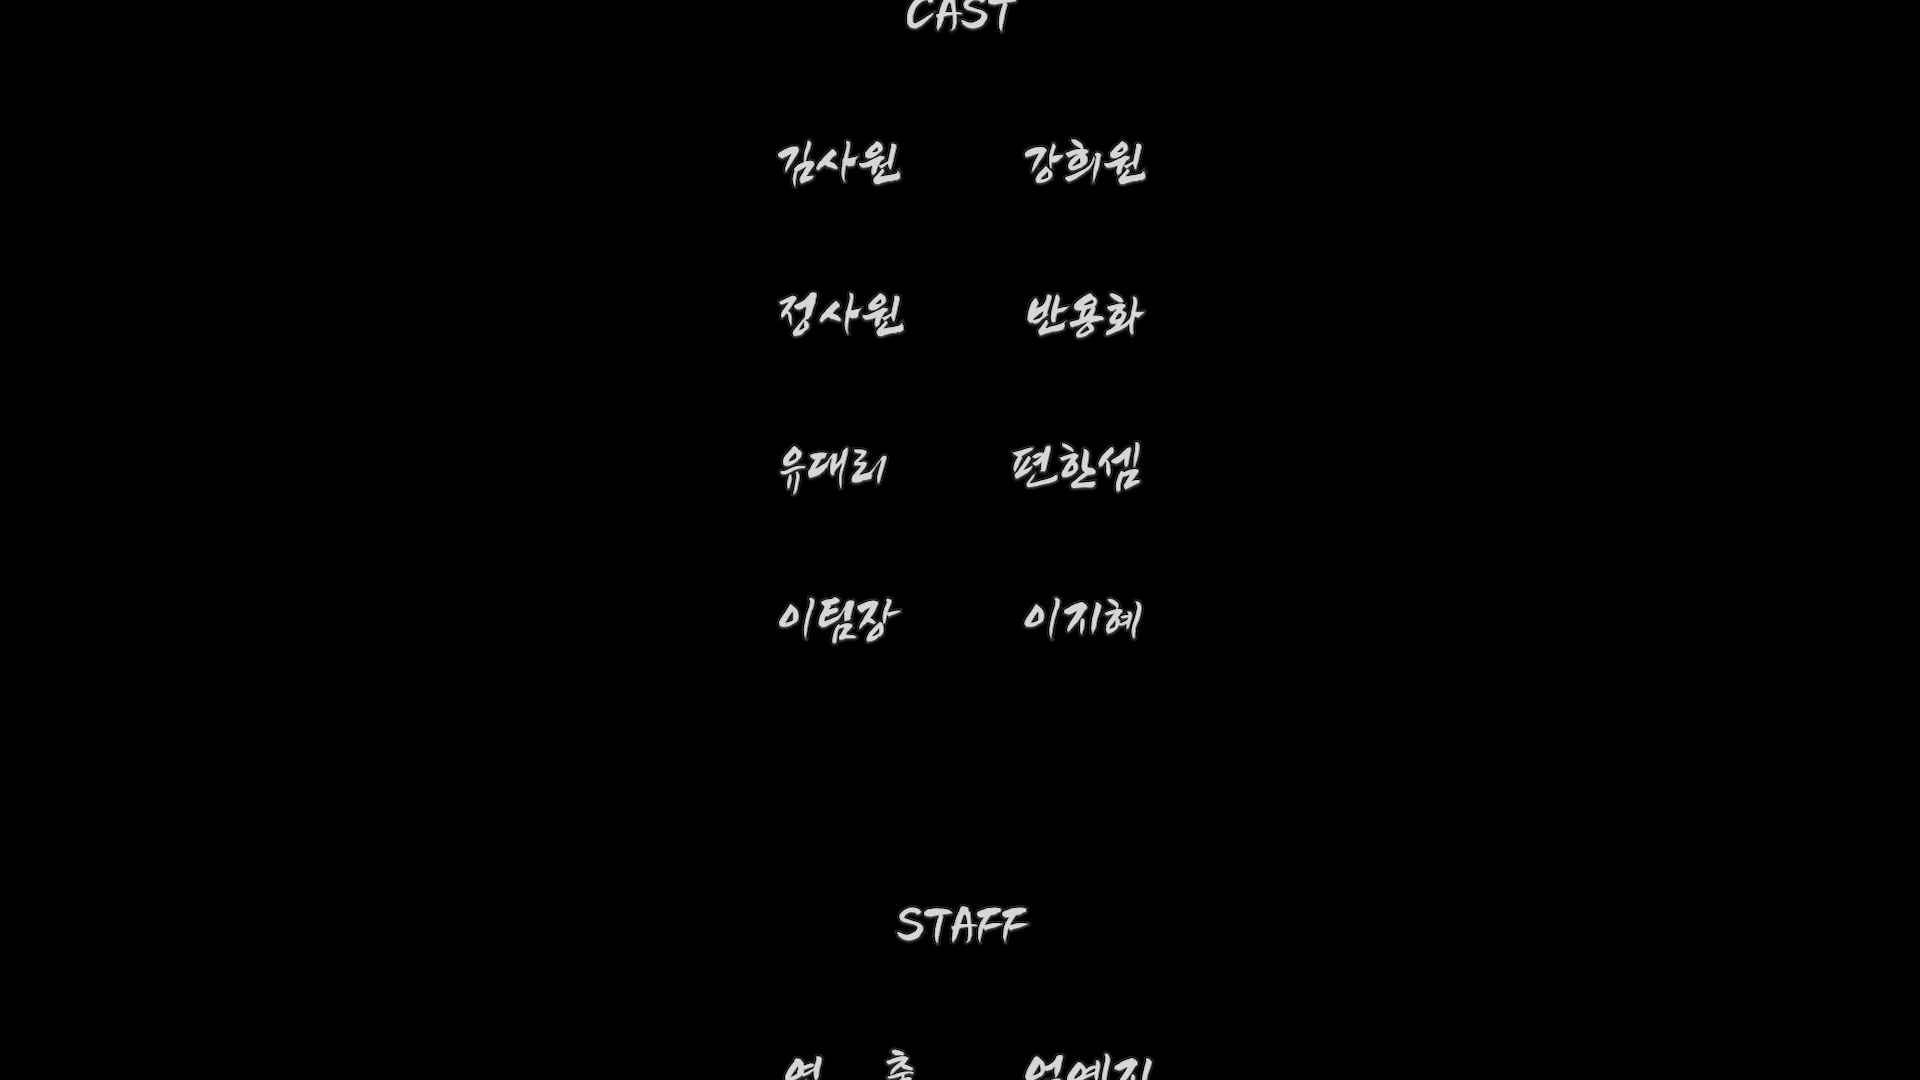 CAST
김사원 강희원
정사원 반용화
유대리 편한셈
이팀장 이지혜
STAFF